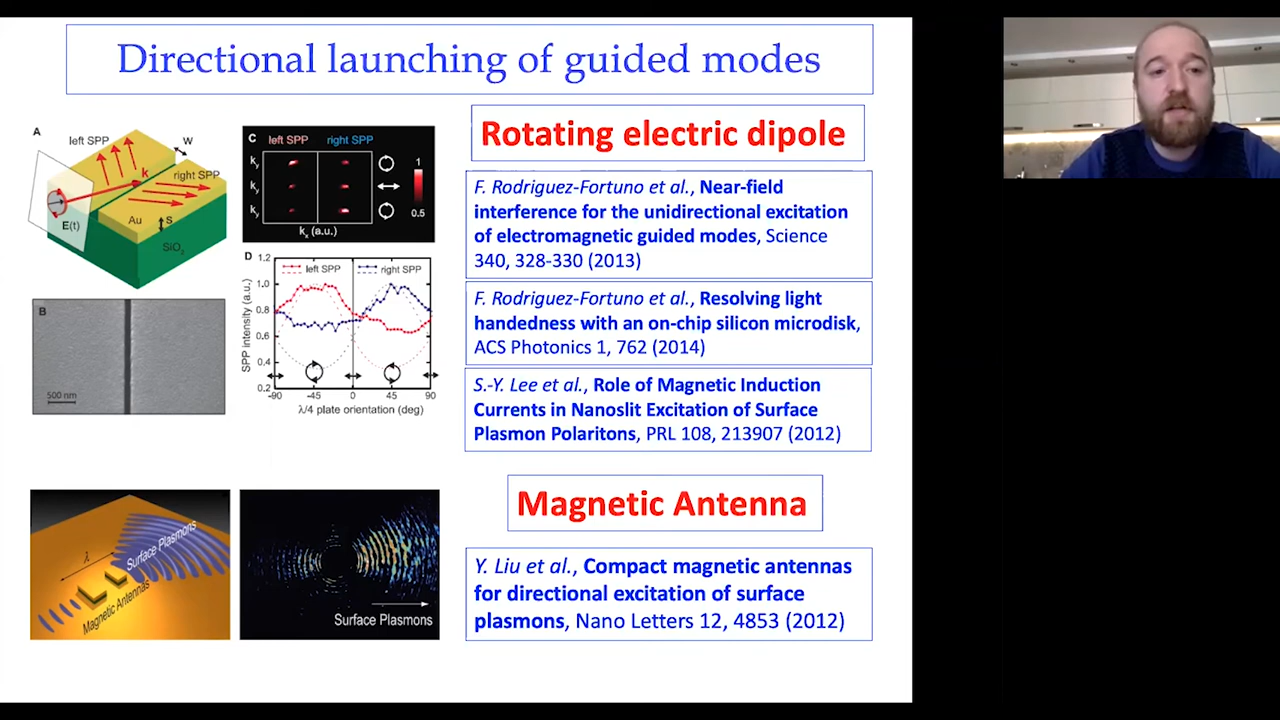 Directional launching of guided modes
A
left SPP
W
k
right SPP
E(t)
Au
S
SiO2
B
500 nm
C
left SPP
right SPP
ky
ky
ky
1
0.5
kx (a.u.)
D
1.2
1.0
0.8
0.6
0.4
0.2
SPP intensity (a.u.)
left SPP
right SPP
-90
-45
0
45
90
λ/4 plate orientation (deg)
Rotating electric dipole
F. Rodriguez-Fortuno et al., Near-field
interference for the unidirectional excitation
of electromagnetic guided modes, Science
340, 328-330 (2013)
F. Rodriguez-Fortuno et al., Resolving light
handedness with an on-chip silicon microdisk,
ACS Photonics 1, 762 (2014)
S.-Y. Lee et al., Role of Magnetic Induction
Currents in Nanoslit Excitation of Surface
Plasmon Polaritons, PRL 108, 213907 (2012)
λ
Surface Plasmons
Magnetic Antennas
Surface Plasmons
Magnetic Antenna
Y. Liu et al., Compact magnetic antennas
for directional excitation of surface
plasmons, Nano Letters 12, 4853 (2012)